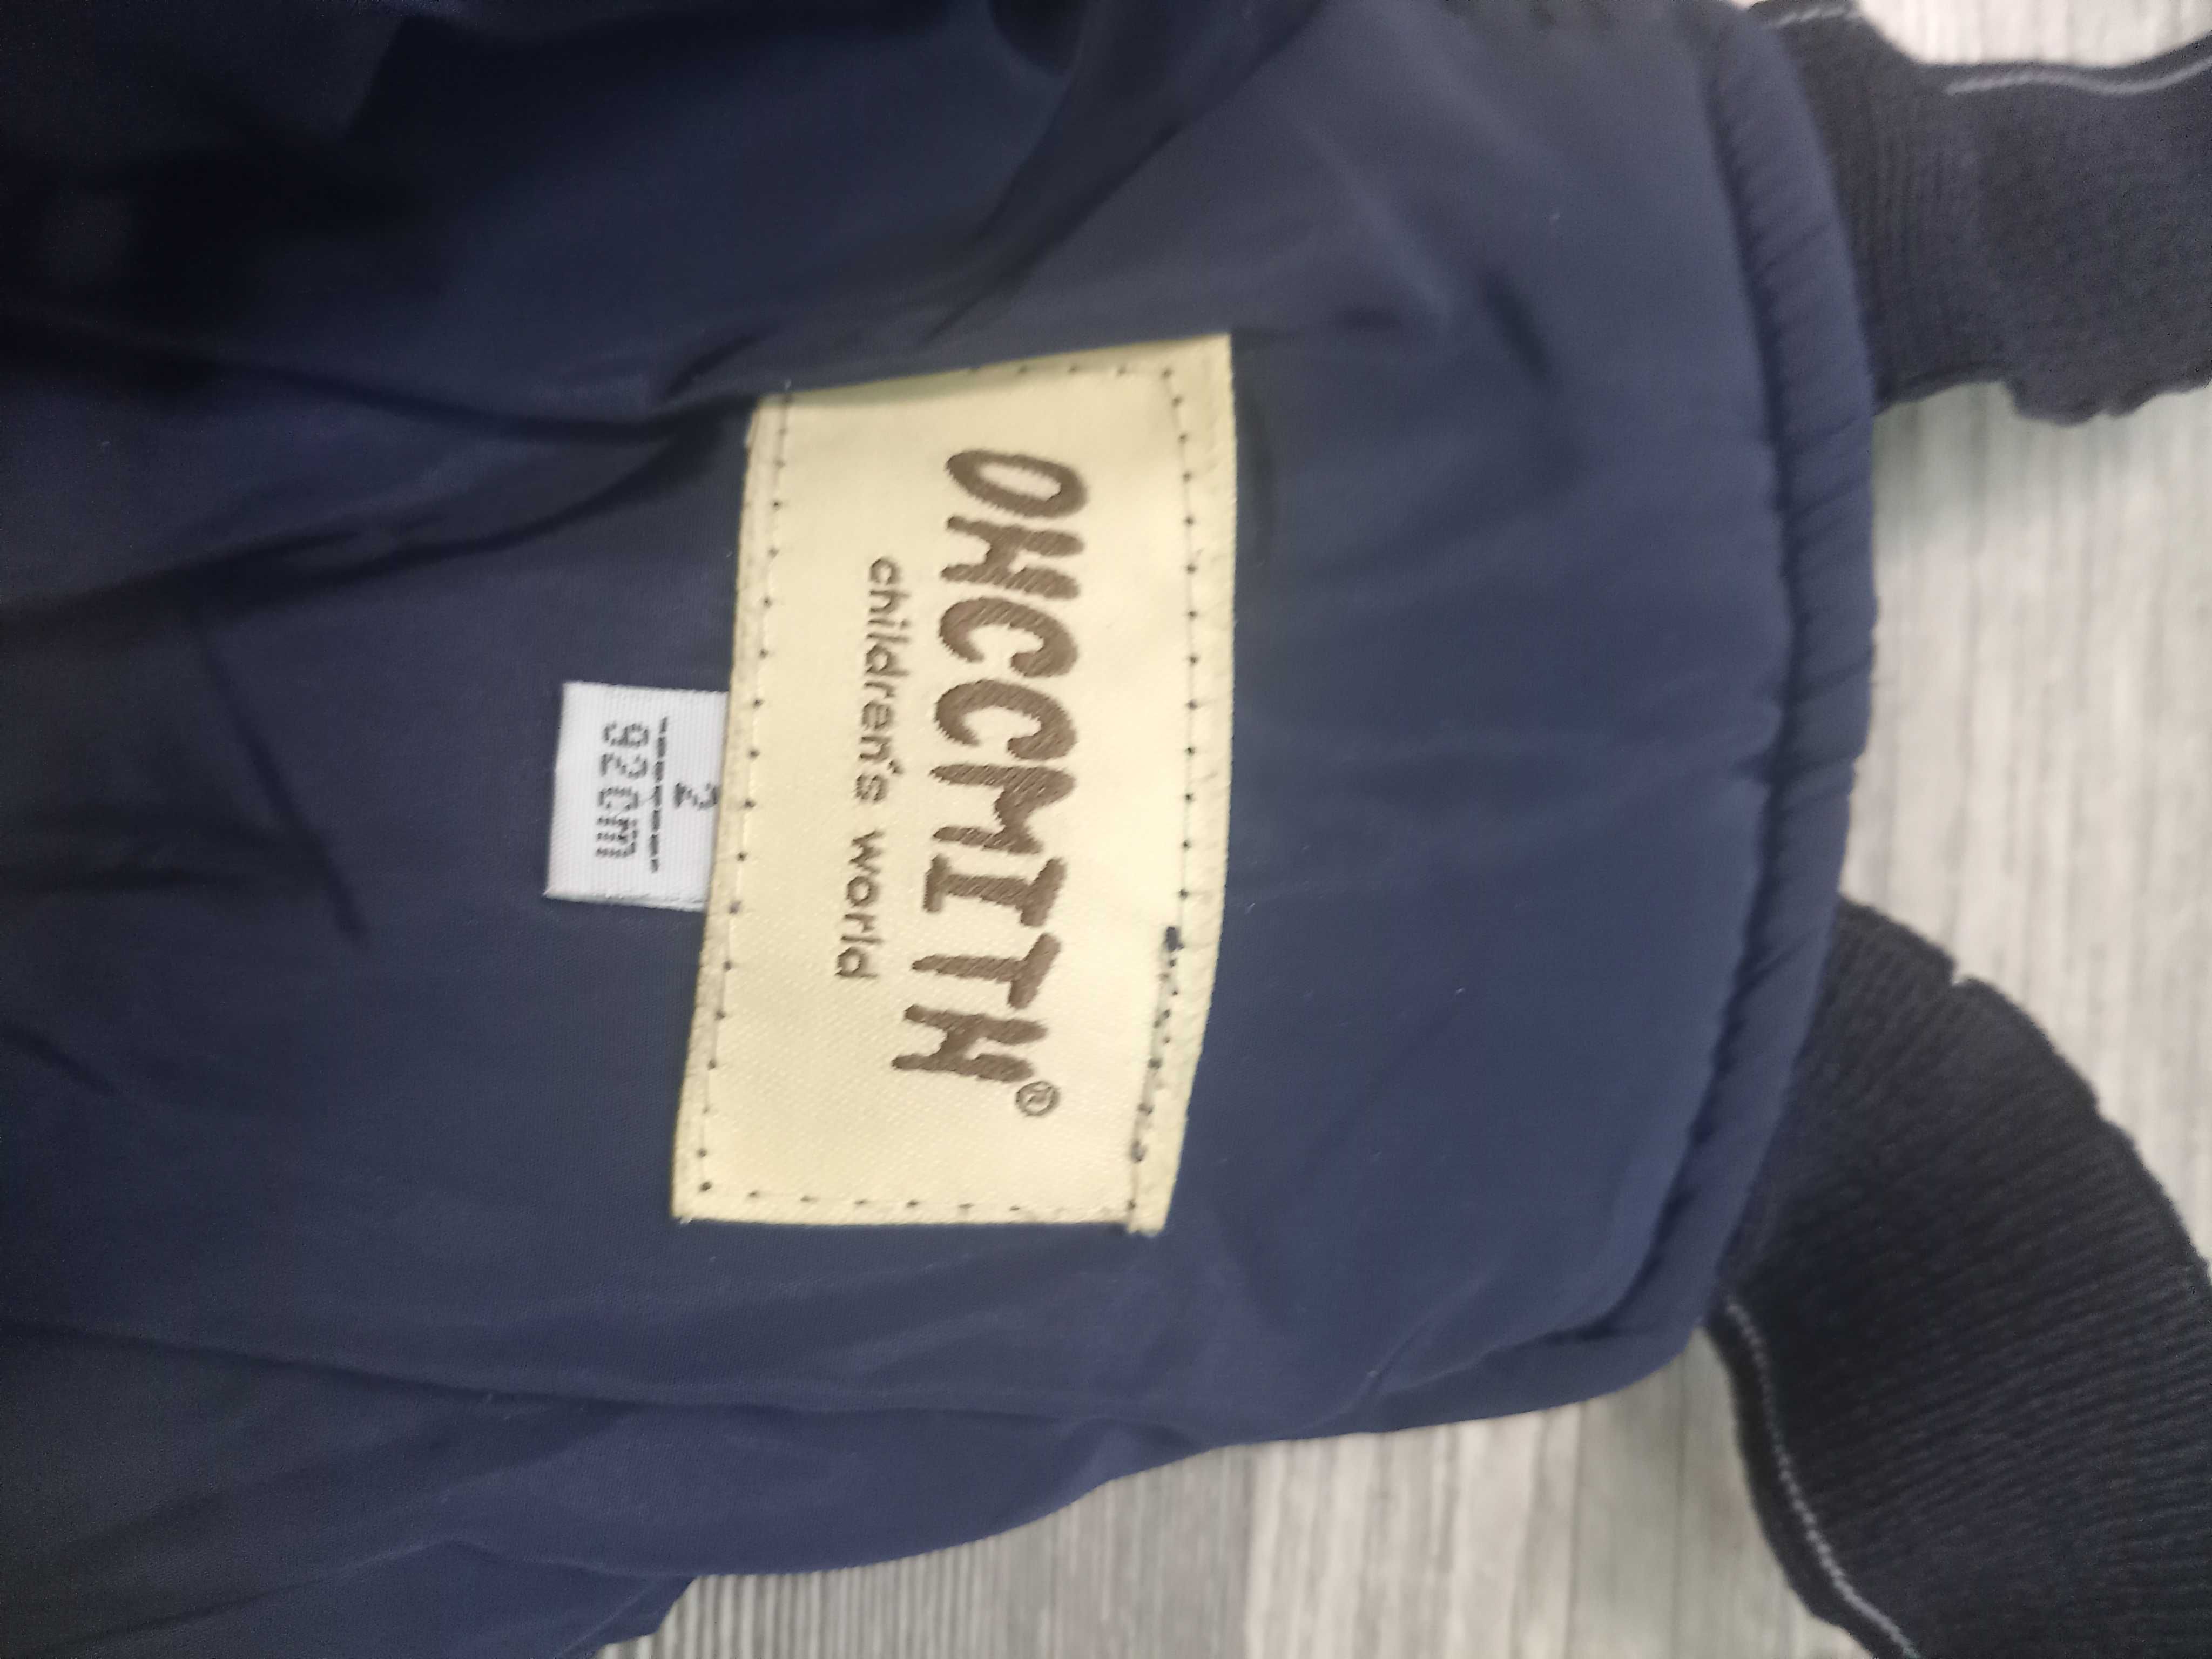 OHCCMITH®
children's world
2
92cm